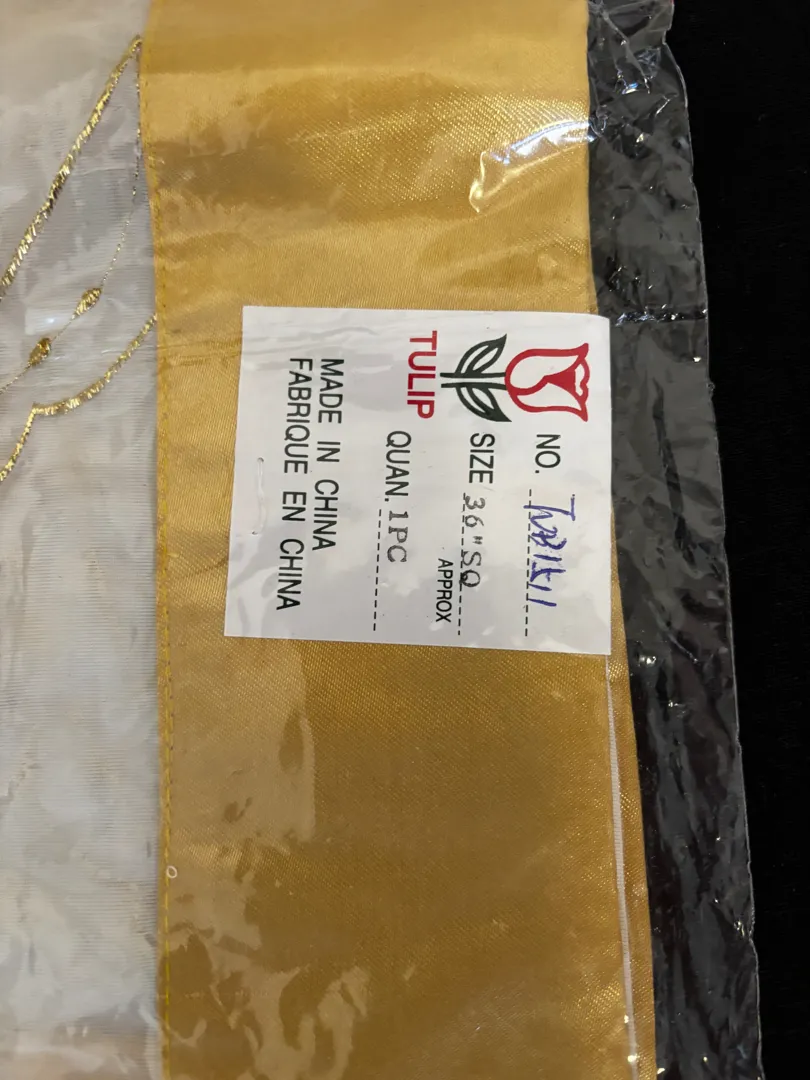 TULIP
NO.
SIZE 36"SQ
APPROX
QUAN. 1PC
MADE IN CHINA
FABRIQUE EN CHINA